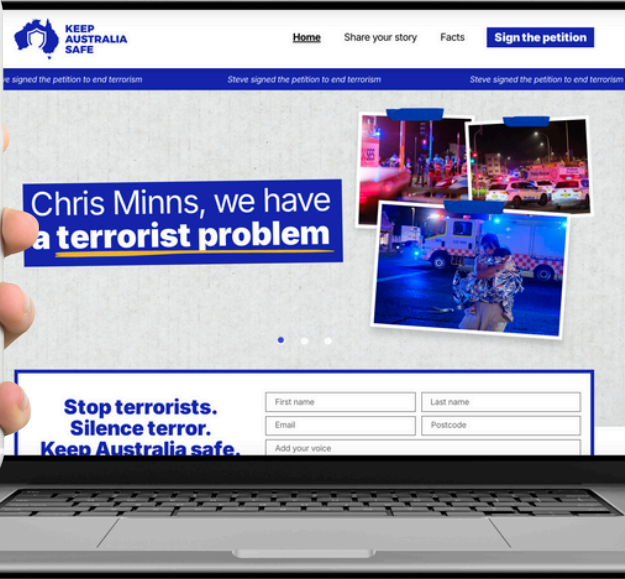 KEEP
AUSTRALIA
SAFE
Home Share your story Facts Sign the petition
ve signed the petition to end terrorism Steve signed the petition to end terrorism Steve signed the petition to end terrorism
SES
Chris Minns, we have
a terrorist problem
Stop terrorists.
Silence terror.
Keep Australia safe.
First name Last name
Email Postcode
Add your voice